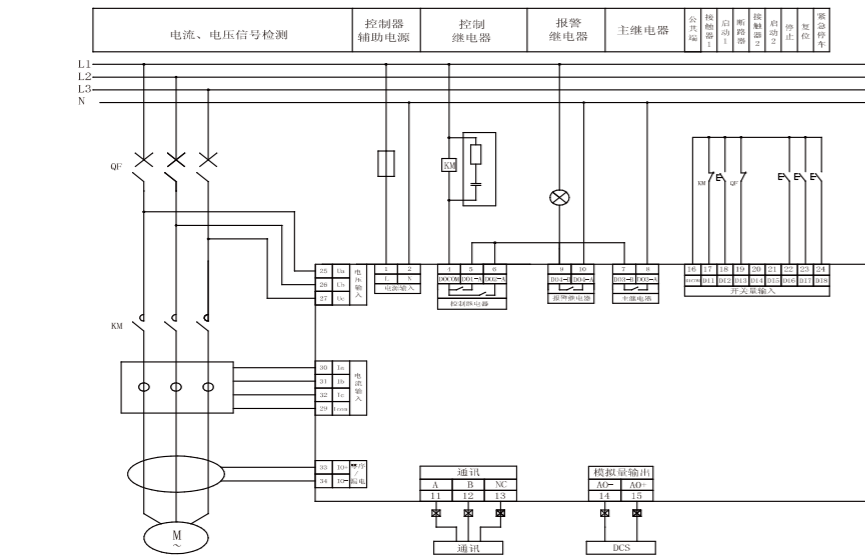 电流、电压信号检测
控制器
辅助电源
控制
继电器
报警
继电器
主继电器
公共端
接触器1
启动1
断路器
接触器2
启动2
停止
复位
紧急停车
L1
L2
L3
N
QF
KM
KM
QF
KM
25 Ua
26 Ub
27 Uc
电压输入
1 2
L N
电源输入
4 5 6
DOCOM DO1-A DO2-A
控制继电器
9 10
报警继电器
7 8
主继电器
16 17 18 19 20 21 22 23 24
DI1 DI2 DI3 DI4 DI5 DI6 DI7 DI8
开关量输入
30 Ia
31 Ib
32 Ic
29 Icom
电流输入
33 IO+
34 IO-
零序
/
漏电
M
~
通讯
A B NC
11 12 13
通讯
模拟量输出
AO- AO+
14 15
DCS